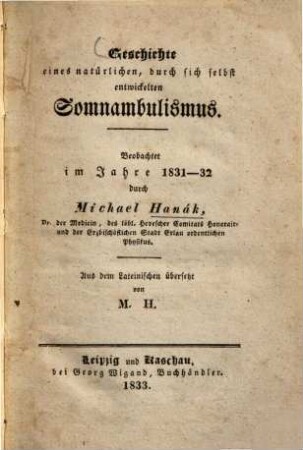 Geschichte
eines natürlichen, durch sich selbst
entwickelten
Somnambulismus.
Beobachtet
im Jahre 1831—32
durch
Michael Hanák,
Dr. der Medicin, des löbl. Hevescher Comitats Honorair-
und der Erzbischöflichen Stadt Erlau ordentlichen
Physikus.
Aus dem Lateinischen übersetzt
von
M. H.
Leipzig und Kaschau,
bei Georg Wigand, Buchhändler.
1833.